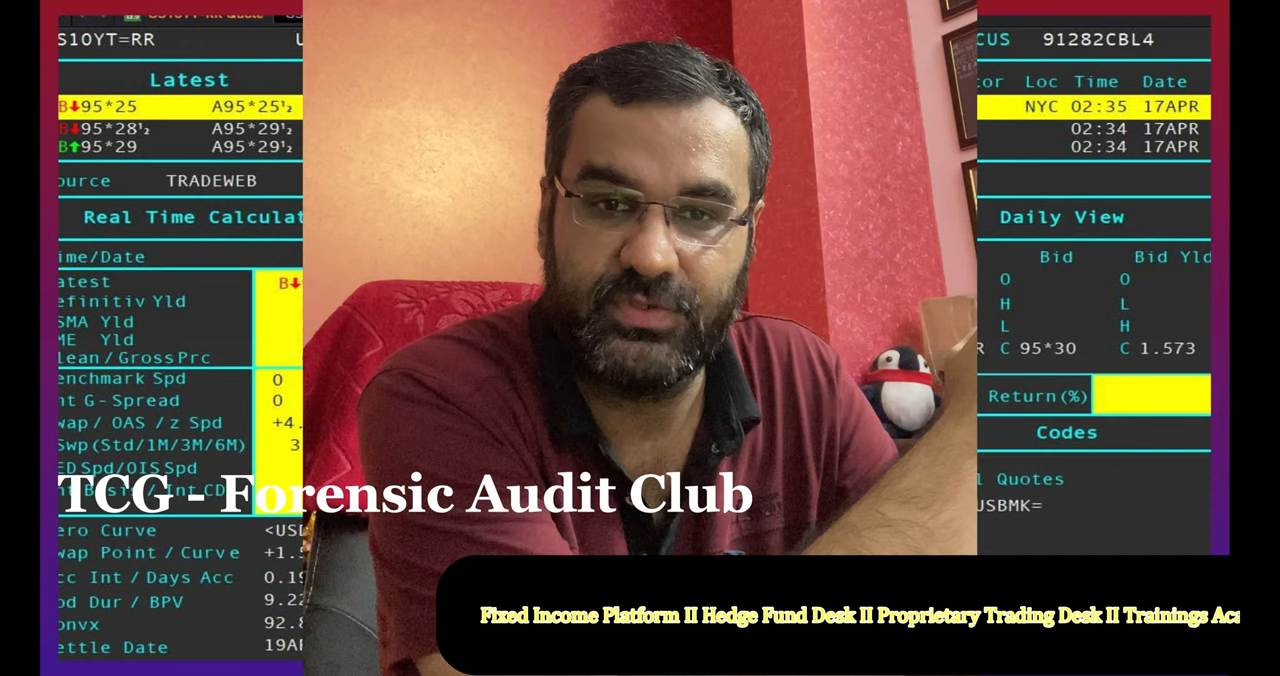 S10YT=RR
Latest
B 95*25 A95*25½
B 95*28½ A95*29½
B 95*29 A95*29½
ource TRADEWEB
Real Time Calculat
ime/Date
atest B
efinitiv Yld
SMA Yld
ME Yld
lean/GrossPrc
enchmark Spd 0
nt G-Spread 0
wap/ OAS / z Spd +4.
Swp(Std/1M/3M/6M) 3
ED Spd/OIS Spd
ero Curve <USD
wap Point / Curve +1.5
cc Int / Days Acc 0.19
od Dur / BPV 9.22
onvx 92.8
ettle Date 19AP
CUS 91282CBL4
tor Loc Time Date
NYC 02:35 17APR
02:34 17APR
02:34 17APR
Daily View
Bid Bid Yld
O O
H L
L H
R C 95*30 C 1.573
Return(%)
Codes
l Quotes
USBMK=
TCG - Forensic Audit Club
Fixed Income Platform II Hedge Fund Desk II Proprietary Trading Desk II Trainings Aca